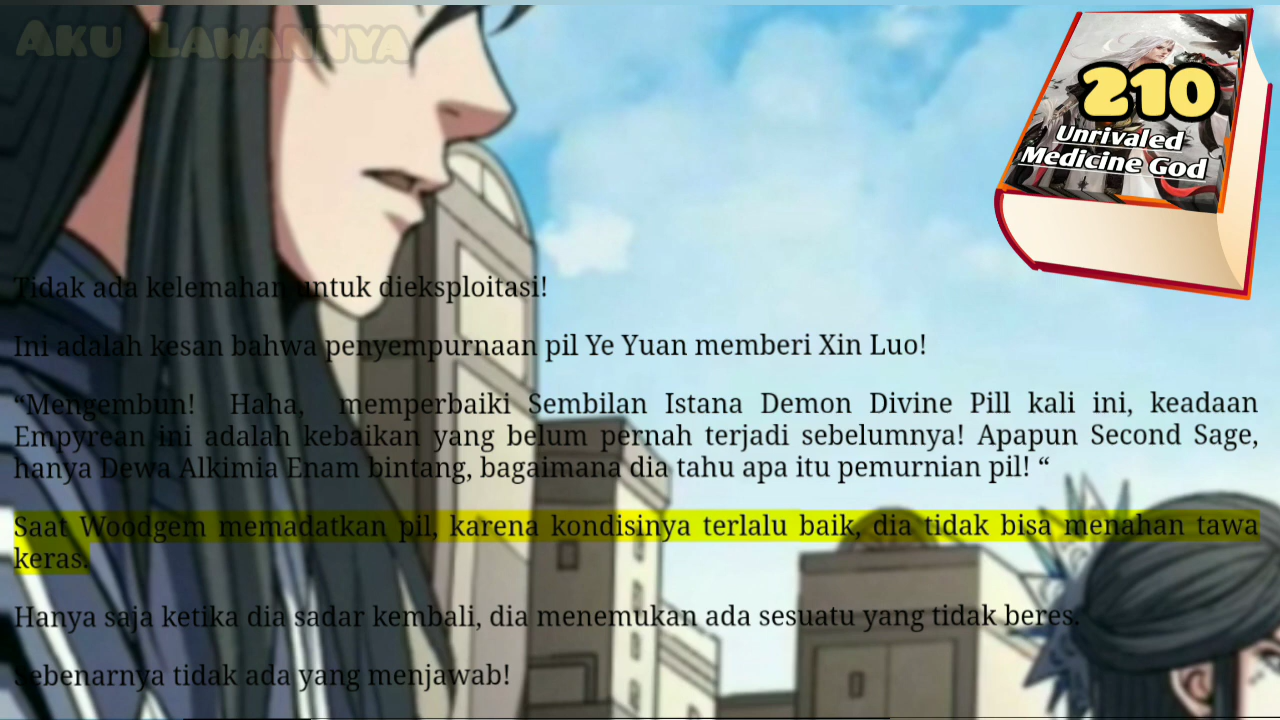 Aku Lawannya
210
Unrivaled
Medicine God
Tidak ada kelemahan untuk dieksploitasi!
Ini adalah kesan bahwa penyempurnaan pil Ye Yuan memberi Xin Luo!
“Mengembun! Haha, memperbaiki Sembilan Istana Demon Divine Pill kali ini, keadaan
Empyrean ini adalah kebaikan yang belum pernah terjadi sebelumnya! Apapun Second Sage,
hanya Dewa Alkimia Enam bintang, bagaimana dia tahu apa itu pemurnian pil! “
Saat Woodgem memadatkan pil, karena kondisinya terlalu baik, dia tidak bisa menahan tawa
keras.
Hanya saja ketika dia sadar kembali, dia menemukan ada sesuatu yang tidak beres.
Sebenarnya tidak ada yang menjawab!